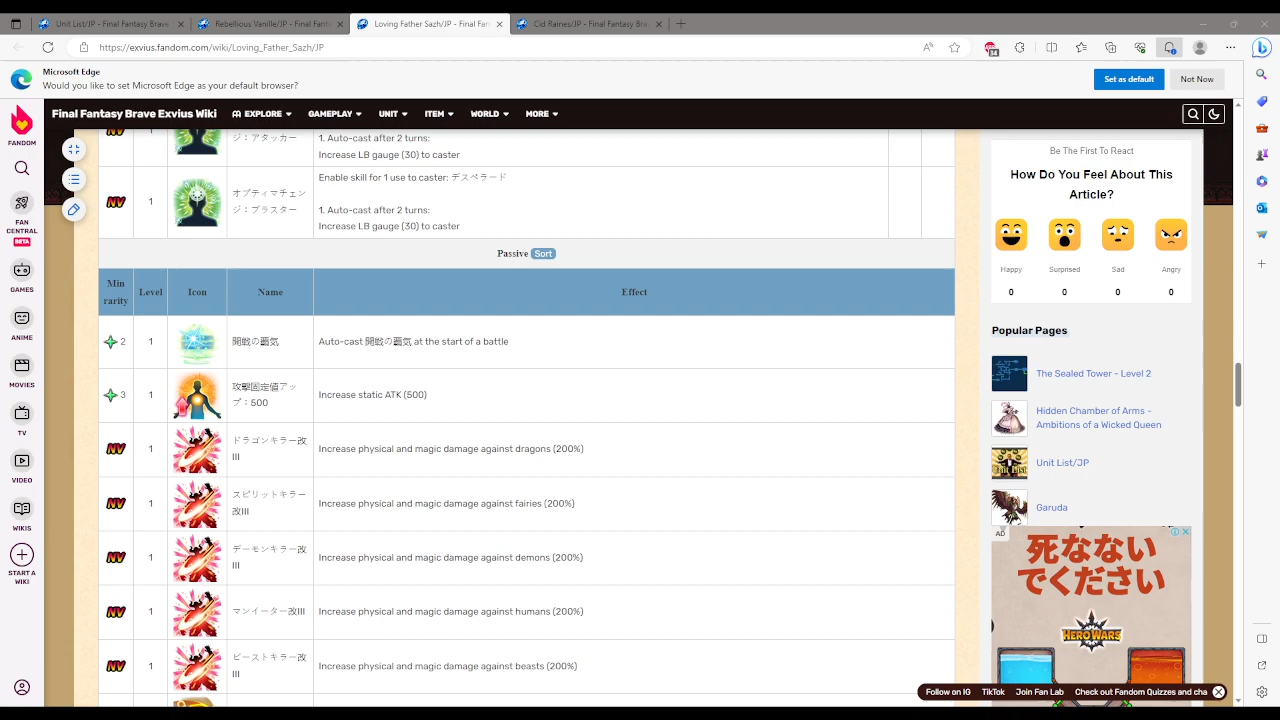 Unit List/JP - Final Fantasy Brave
Rebellious Vanille/JP - Final Fant
Loving Father Sazh/JP - Final Fan
Cid Raines/JP - Final Fantasy Bra
https://exvius.fandom.com/wiki/Loving_Father_Sazh/JP
Microsoft Edge
Would you like to set Microsoft Edge as your default browser?
Set as default
Not Now
FANDOM
FAN CENTRAL
BETA
GAMES
ANIME
MOVIES
TV
VIDEO
WIKIS
START A WIKI
Final Fantasy Brave Exvius Wiki
EXPLORE
GAMEPLAY
UNIT
ITEM
WORLD
MORE
NV 1 ジ：アタッカー
1. Auto-cast after 2 turns:
Increase LB gauge (30) to caster
NV 1 オプティマチェン
ジ：ブラスター
Enable skill for 1 use to caster: デスペラード
1. Auto-cast after 2 turns:
Increase LB gauge (30) to caster
Passive Sort
Min rarity Level Icon Name Effect
2 1 開戦の覇気 Auto-cast 開戦の覇気 at the start of a battle
3 1 攻撃固定値アッ
プ：500
Increase static ATK (500)
NV 1 ドラゴンキラー改
III
Increase physical and magic damage against dragons (200%)
NV 1 スピリットキラー
改III
Increase physical and magic damage against fairies (200%)
NV 1 デーモンキラー改
III
Increase physical and magic damage against demons (200%)
NV 1 マンイーター改III Increase physical and magic damage against humans (200%)
NV 1 ビーストキラー改
III
Increase physical and magic damage against beasts (200%)
Be The First To React
How Do You Feel About This
Article?
Happy Surprised Sad Angry
0 0 0 0
Popular Pages
The Sealed Tower - Level 2
Hidden Chamber of Arms -
Ambitions of a Wicked Queen
Unit List/JP
Garuda
AD
死なない
でください
HERO WARS
Follow on IG TikTok Join Fan Lab Check out Fandom Quizzes and cha